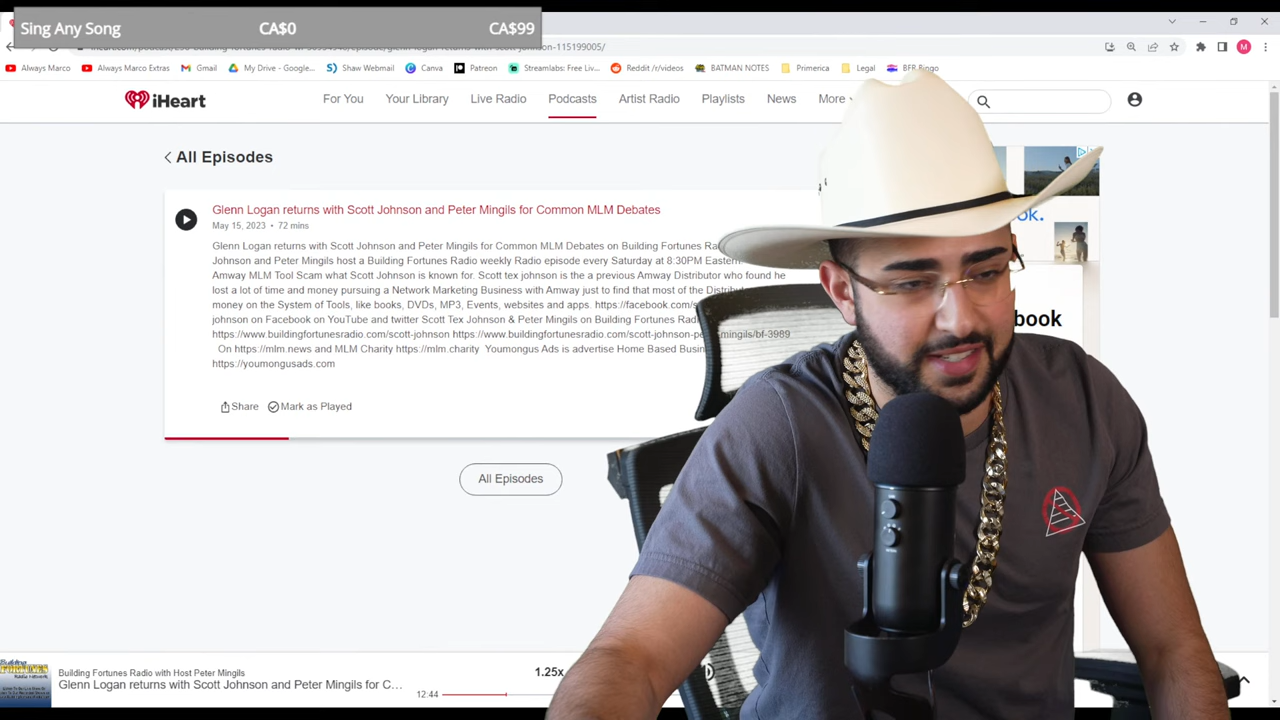 Sing Any Song CA$0 CA$99
Always Marco Always Marco Extras Gmail My Drive - Google... Shaw Webmail Canva Patreon Streamlabs: Free Liv... Reddit /r/videos BATMAN NOTES Primerica Legal BFR Bingo
iHeart For You Your Library Live Radio Podcasts Artist Radio Playlists News More
All Episodes
Glenn Logan returns with Scott Johnson and Peter Mingils for Common MLM Debates
May 15, 2023 • 72 mins
Glenn Logan returns with Scott Johnson and Peter Mingils for Common MLM Debates on Building Fortunes
Johnson and Peter Mingils host a Building Fortunes Radio weekly Radio episode every Saturday at 8:30PM Eastern
Amway MLM Tool Scam what Scott Johnson is known for. Scott tex johnson is the a previous Amway Distributor who found he
lost a lot of time and money pursuing a Network Marketing Business with Amway just to find that most of the
money on the System of Tools, like books, DVDs, MP3, Events, websites and apps. https://facebook.com/
johnson on Facebook on YouTube and twitter Scott Tex Johnson & Peter Mingils on Building Fortunes
https://www.buildingfortunesradio.com/scott-johnson https://www.buildingfortunesradio.com/scott-johnson- mingils/bf-3989
On https://mlm.news and MLM Charity https://mlm.charity Youmongus Ads is advertise Home Based
https://youmongusads.com
Share Mark as Played
All Episodes
Building Fortunes Radio with Host Peter Mingils
Glenn Logan returns with Scott Johnson and Peter Mingils for C...
1.25x
12:44